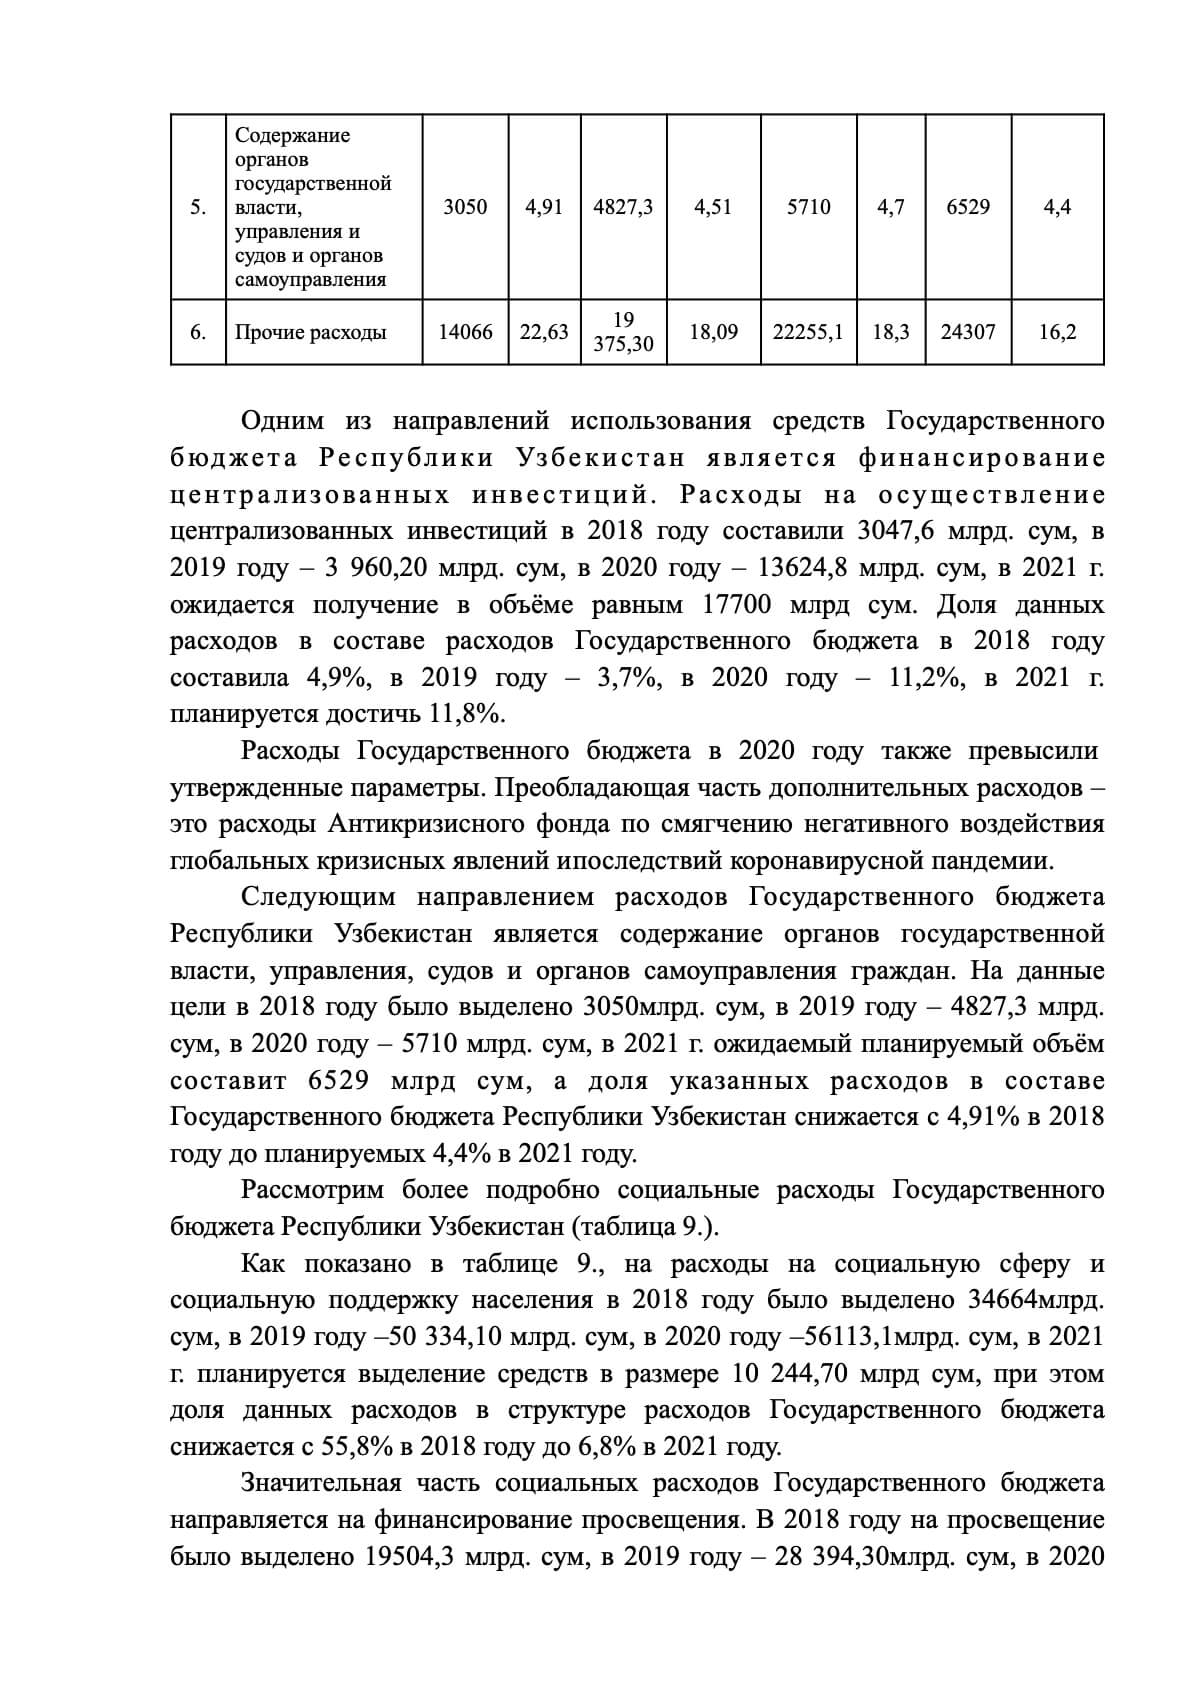 Содержание
органов
государственной
5. власти, 3050 4,91 4827,3 4,51 5710 4,7 6529 4,4
управления и
судов и органов
самоуправления
6. Прочие расходы 14066 22,63 19 375,30 18,09 22255,1 18,3 24307 16,2
Одним из направлений использования средств Государственного
бюджета Республики Узбекистан является финансирование
централизованных инвестиций. Расходы на осуществление
централизованных инвестиций в 2018 году составили 3047,6 млрд. сум, в
2019 году – 3 960,20 млрд. сум, в 2020 году – 13624,8 млрд. сум, в 2021 г.
ожидается получение в объёме равным 17700 млрд сум. Доля данных
расходов в составе расходов Государственного бюджета в 2018 году
составила 4,9%, в 2019 году – 3,7%, в 2020 году – 11,2%, в 2021 г.
планируется достичь 11,8%.
Расходы Государственного бюджета в 2020 году также превысили
утвержденные параметры. Преобладающая часть дополнительных расходов –
это расходы Антикризисного фонда по смягчению негативного воздействия
глобальных кризисных явлений ипоследствий коронавирусной пандемии.
Следующим направлением расходов Государственного бюджета
Республики Узбекистан является содержание органов государственной
власти, управления, судов и органов самоуправления граждан. На данные
цели в 2018 году было выделено 3050млрд. сум, в 2019 году – 4827,3 млрд.
сум, в 2020 году – 5710 млрд. сум, в 2021 г. ожидаемый планируемый объём
составит 6529 млрд сум, а доля указанных расходов в составе
Государственного бюджета Республики Узбекистан снижается с 4,91% в 2018
году до планируемых 4,4% в 2021 году.
Рассмотрим более подробно социальные расходы Государственного
бюджета Республики Узбекистан (таблица 9.).
Как показано в таблице 9., на расходы на социальную сферу и
социальную поддержку населения в 2018 году было выделено 34664млрд.
сум, в 2019 году –50 334,10 млрд. сум, в 2020 году –56113,1млрд. сум, в 2021
г. планируется выделение средств в размере 10 244,70 млрд сум, при этом
доля данных расходов в структуре расходов Государственного бюджета
снижается с 55,8% в 2018 году до 6,8% в 2021 году.
Значительная часть социальных расходов Государственного бюджета
направляется на финансирование просвещения. В 2018 году на просвещение
было выделено 19504,3 млрд. сум, в 2019 году – 28 394,30млрд. сум, в 2020